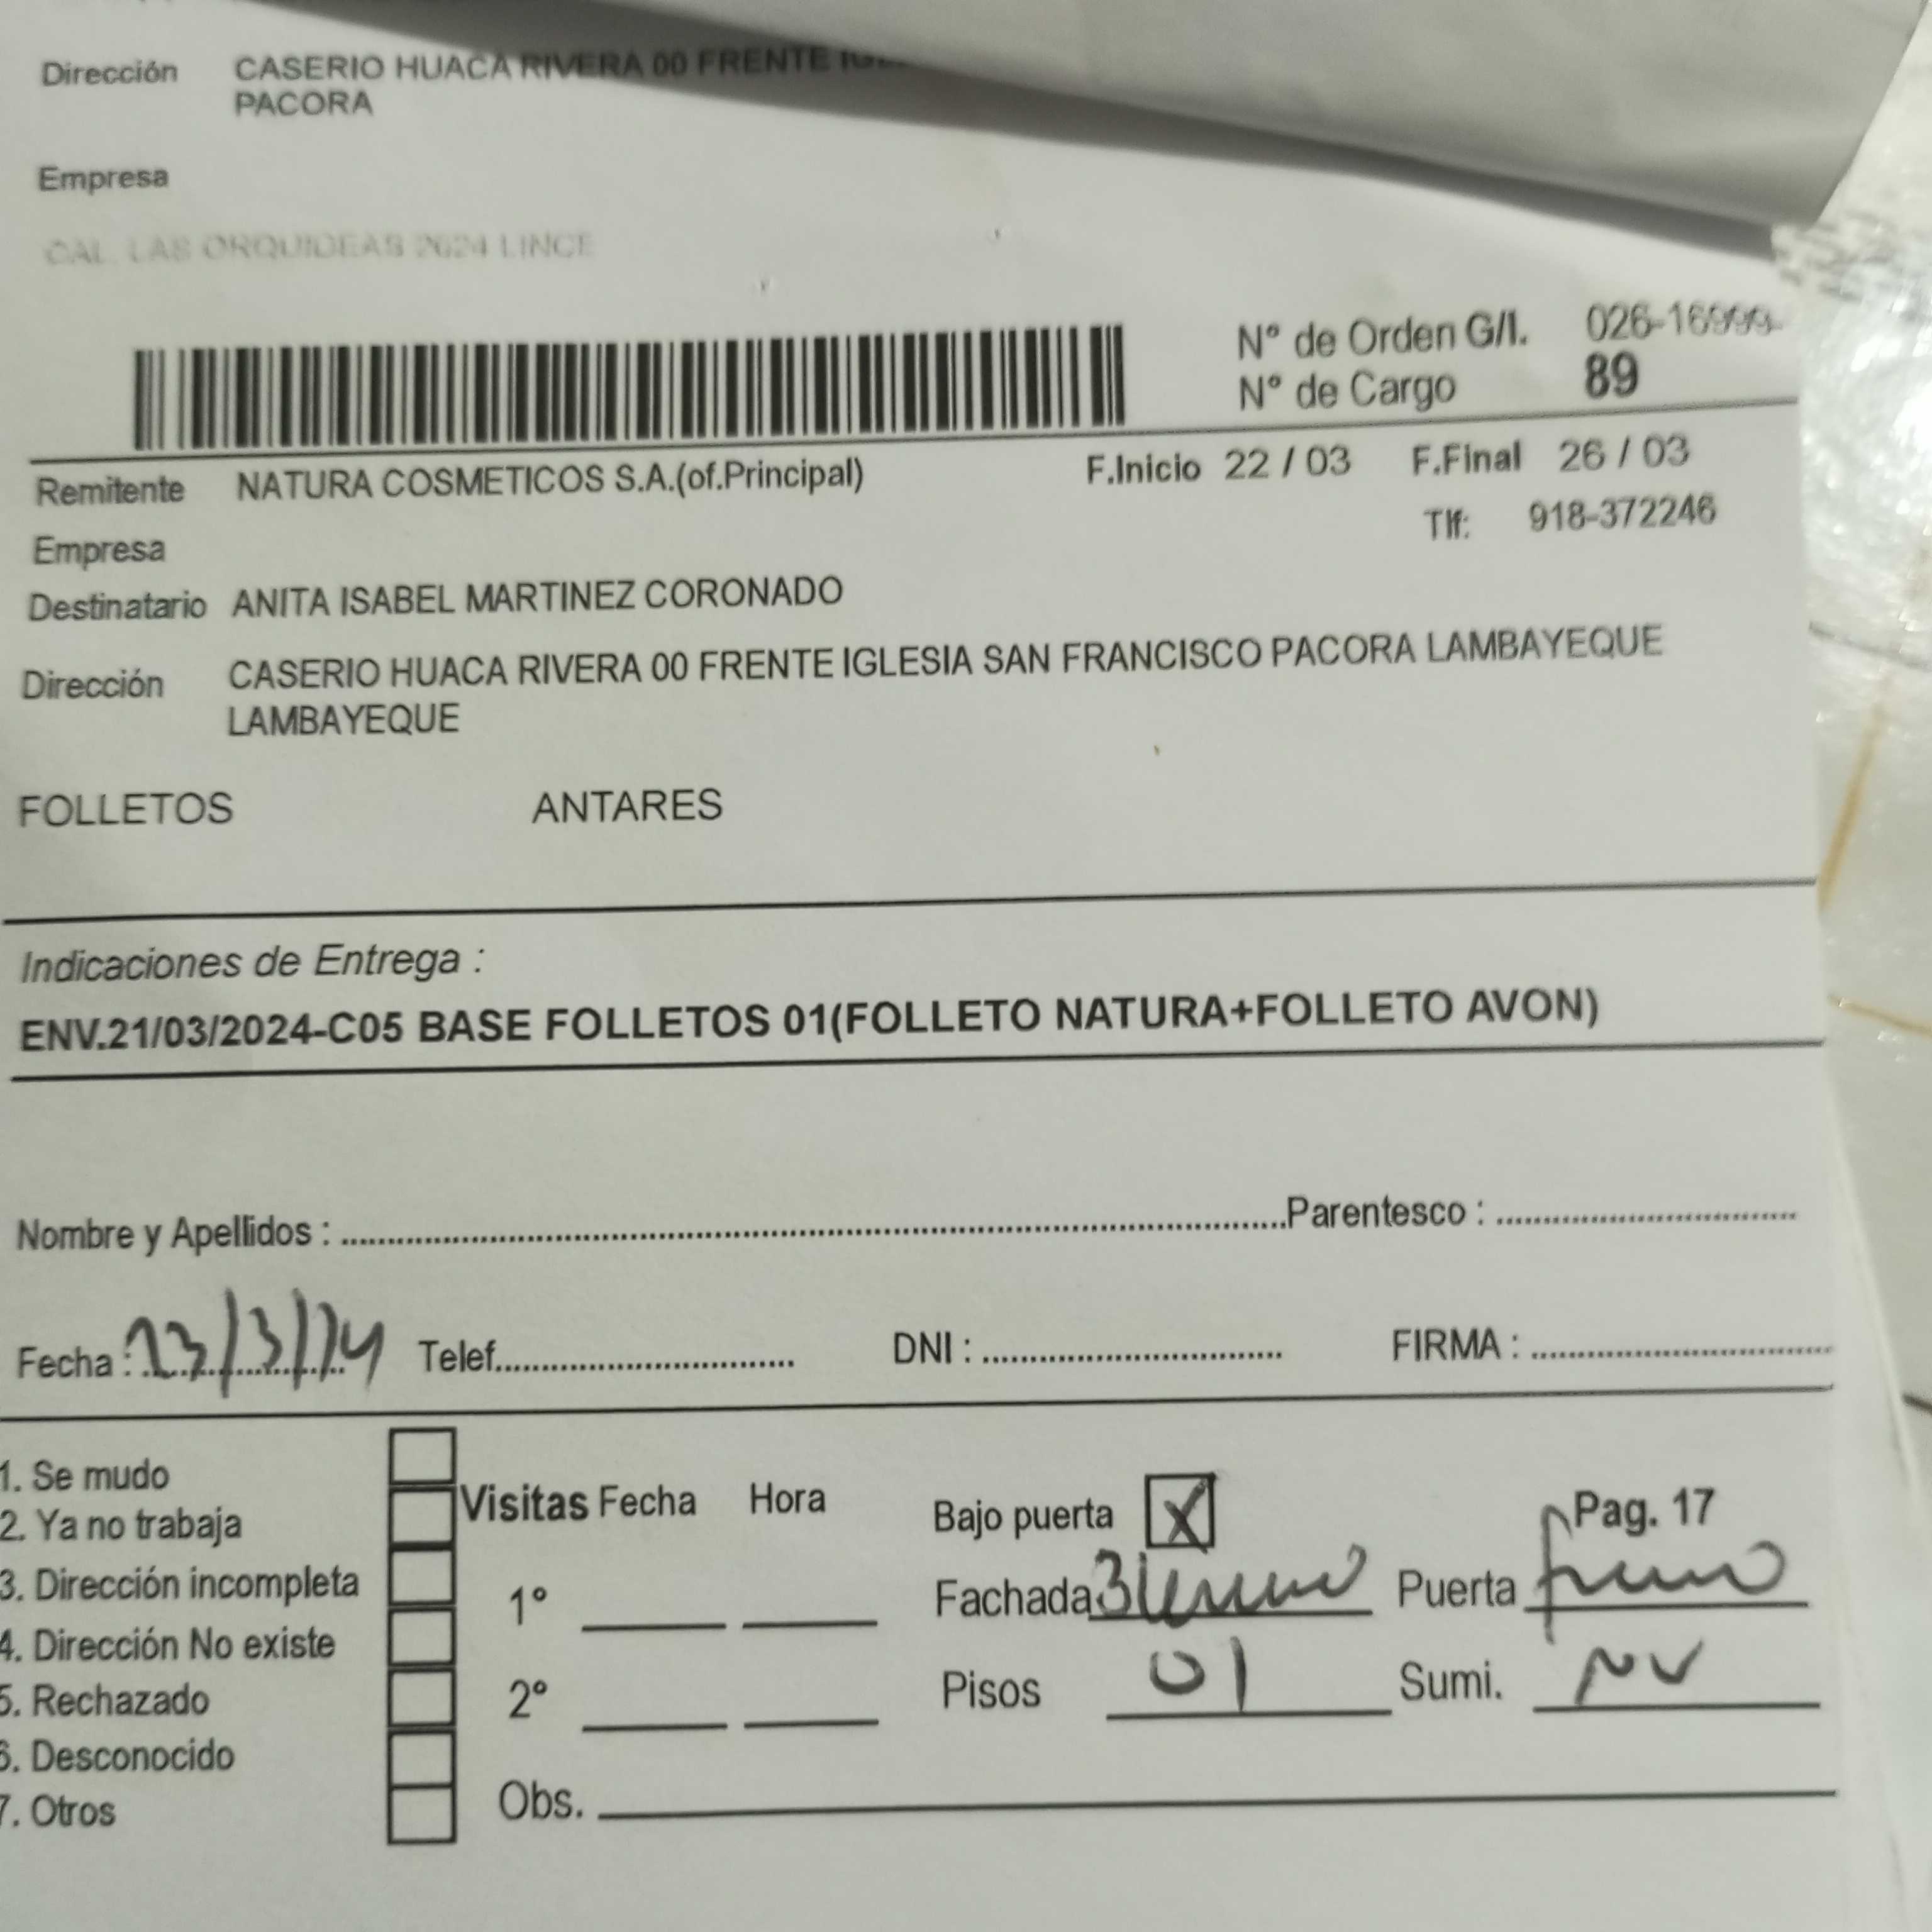 Dirección CASERIO HUACA RIVERA 00 FRENTE
PACORA
Empresa
CAL. LAS ORQUIDEAS 2024 LINCE
Nº de Orden G/I. 026-16999-
Nº de Cargo 89
Remitente NATURA COSMETICOS S.A.(of.Principal) F.Inicio 22 / 03 F.Final 26 / 03
Empresa Tlf: 918-372246
Destinatario ANITA ISABEL MARTINEZ CORONADO
Dirección CASERIO HUACA RIVERA 00 FRENTE IGLESIA SAN FRANCISCO PACORA LAMBAYEQUE
LAMBAYEQUE
FOLLETOS ANTARES
Indicaciones de Entrega :
ENV.21/03/2024-C05 BASE FOLLETOS 01(FOLLETO NATURA+FOLLETO AVON)
Nombre y Apellidos : Parentesco :
Fecha : 23/3/24 Telef. DNI : FIRMA :
1. Se mudo
2. Ya no trabaja
3. Dirección incompleta
4. Dirección No existe
5. Rechazado
6. Desconocido
7. Otros
Visitas Fecha Hora
1º
2º
Obs.
Bajo puerta X Pag. 17
Fachada Puerta
Pisos 01 Sumi.